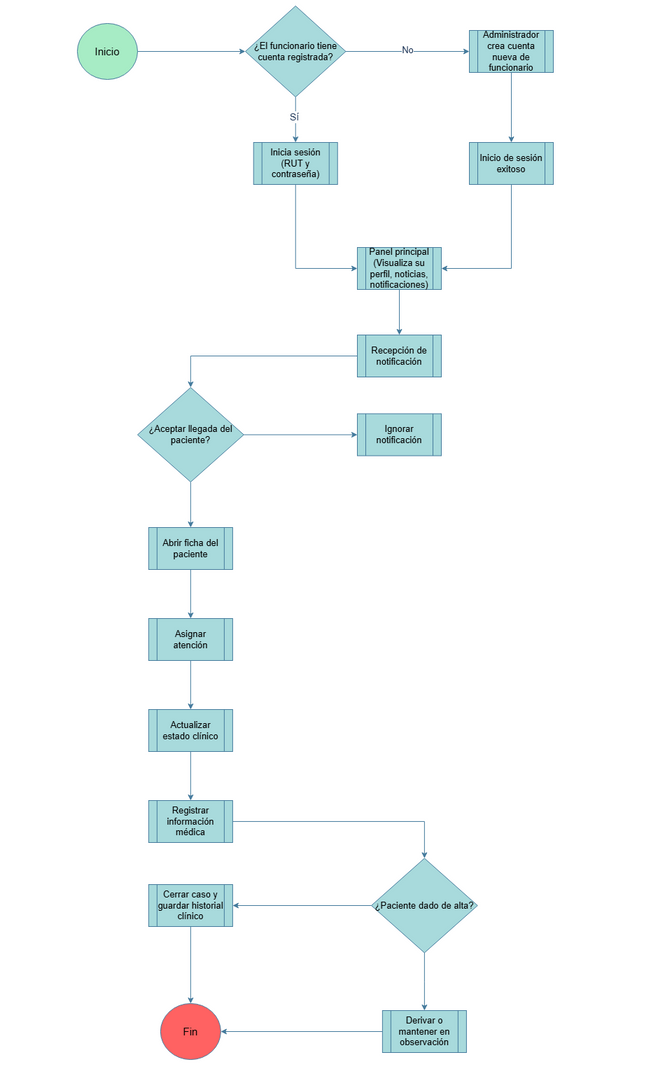 Inicio
¿El funcionario tiene
cuenta registrada?
No
Administrador
crea cuenta
nueva de
funcionario
Sí
Inicia sesión
(RUT y
contraseña)
Inicio de sesión
exitoso
Panel principal
(Visualiza su
perfil, noticias,
notificaciones)
Recepción de
notificación
¿Aceptar llegada del
paciente?
Ignorar
notificación
Abrir ficha del
paciente
Asignar
atención
Actualizar
estado clínico
Registrar
información
médica
Cerrar caso y
guardar historial
clínico
¿Paciente dado de alta?
Fin
Derivar o
mantener en
observación